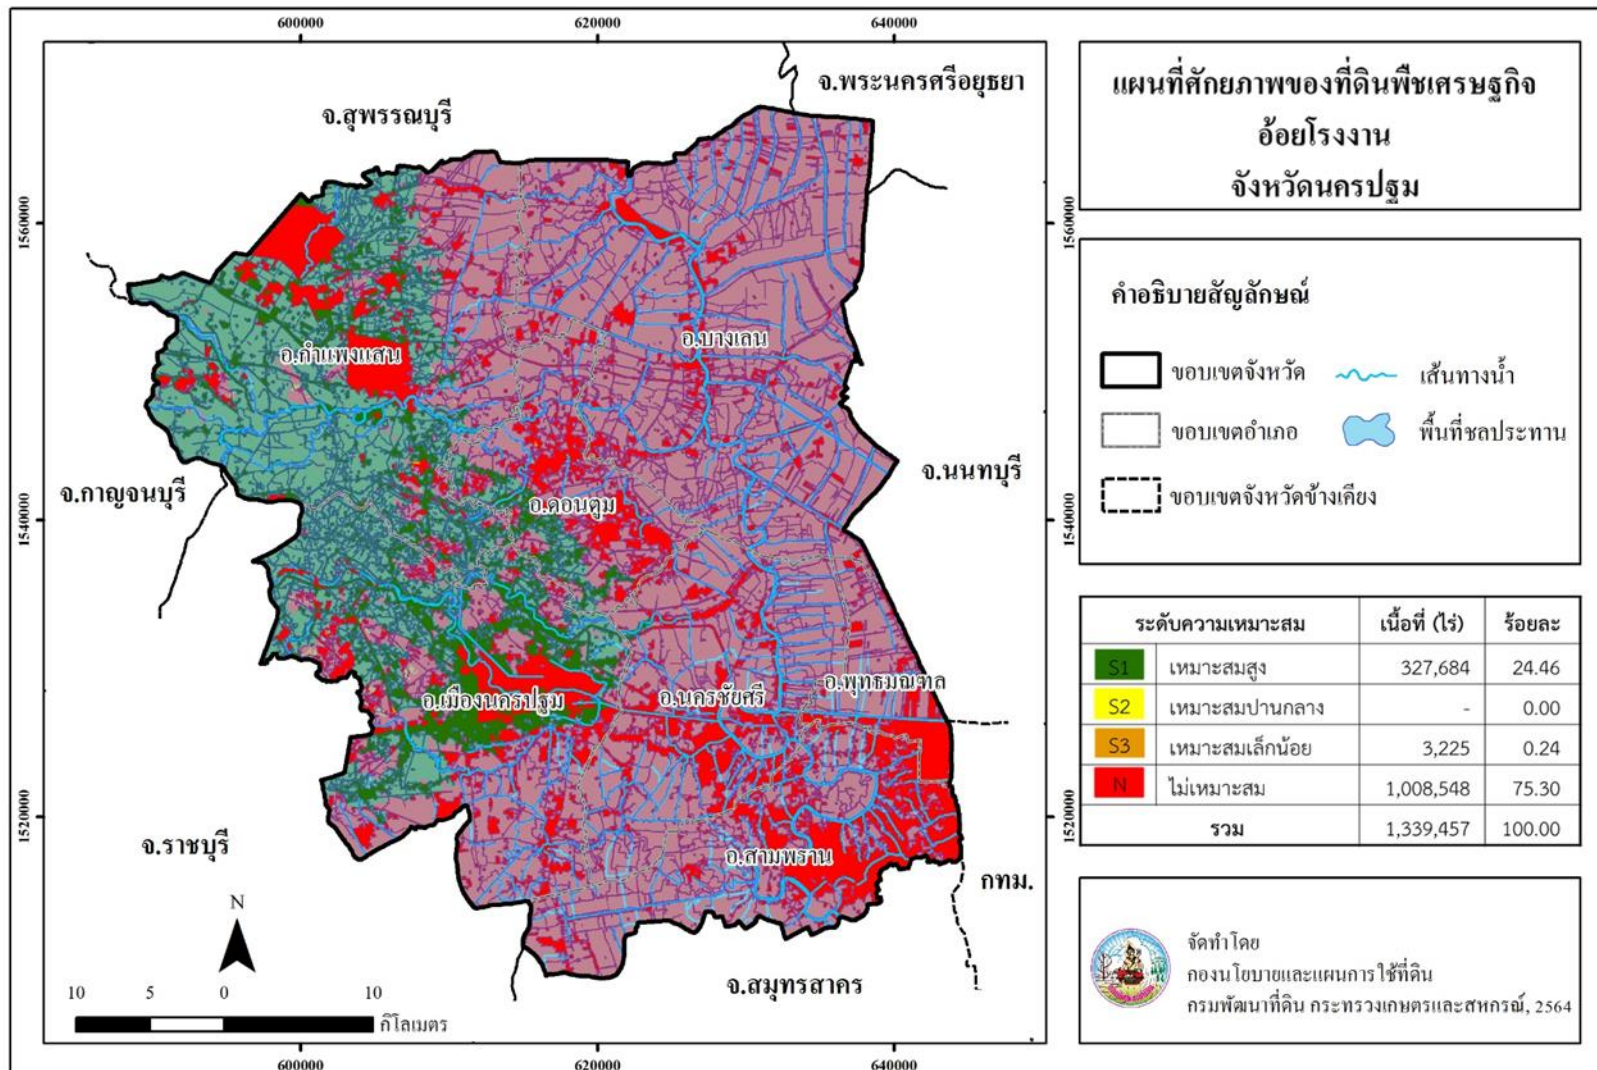 600000 620000 640000
แผนที่ศักยภาพของที่ดินพืชเศรษฐกิจ
อ้อยโรงงาน
จังหวัดนครปฐม
จ.พระนครศรีอยุธยา
จ.สุพรรณบุรี
1560000 1560000
อ.บางเลน
อ.กำแพงแสน
จ.นนทบุรี
จ.กาญจนบุรี
อ.ดอนตูม
1540000 1540000
อ.พุทธมณฑล
อ.นครชัยศรี
อ.เมืองนครปฐม
1520000 1520000
จ.ราชบุรี
อ.สามพราน
กทม.
จ.สมุทรสาคร
N
10 5 0 10
กิโลเมตร
600000 620000 640000
คำอธิบายสัญลักษณ์
ขอบเขตจังหวัด เส้นทางน้ำ
ขอบเขตอำเภอ พื้นที่ชลประทาน
ขอบเขตจังหวัดข้างเคียง
ระดับความเหมาะสม เนื้อที่ (ไร่) ร้อยละ
S1 เหมาะสมสูง 327,684 24.46
S2 เหมาะสมปานกลาง - 0.00
S3 เหมาะสมเล็กน้อย 3,225 0.24
N ไม่เหมาะสม 1,008,548 75.30
รวม 1,339,457 100.00
จัดทำโดย
กองนโยบายและแผนการใช้ที่ดิน
กรมพัฒนาที่ดิน กระทรวงเกษตรและสหกรณ์, 2564